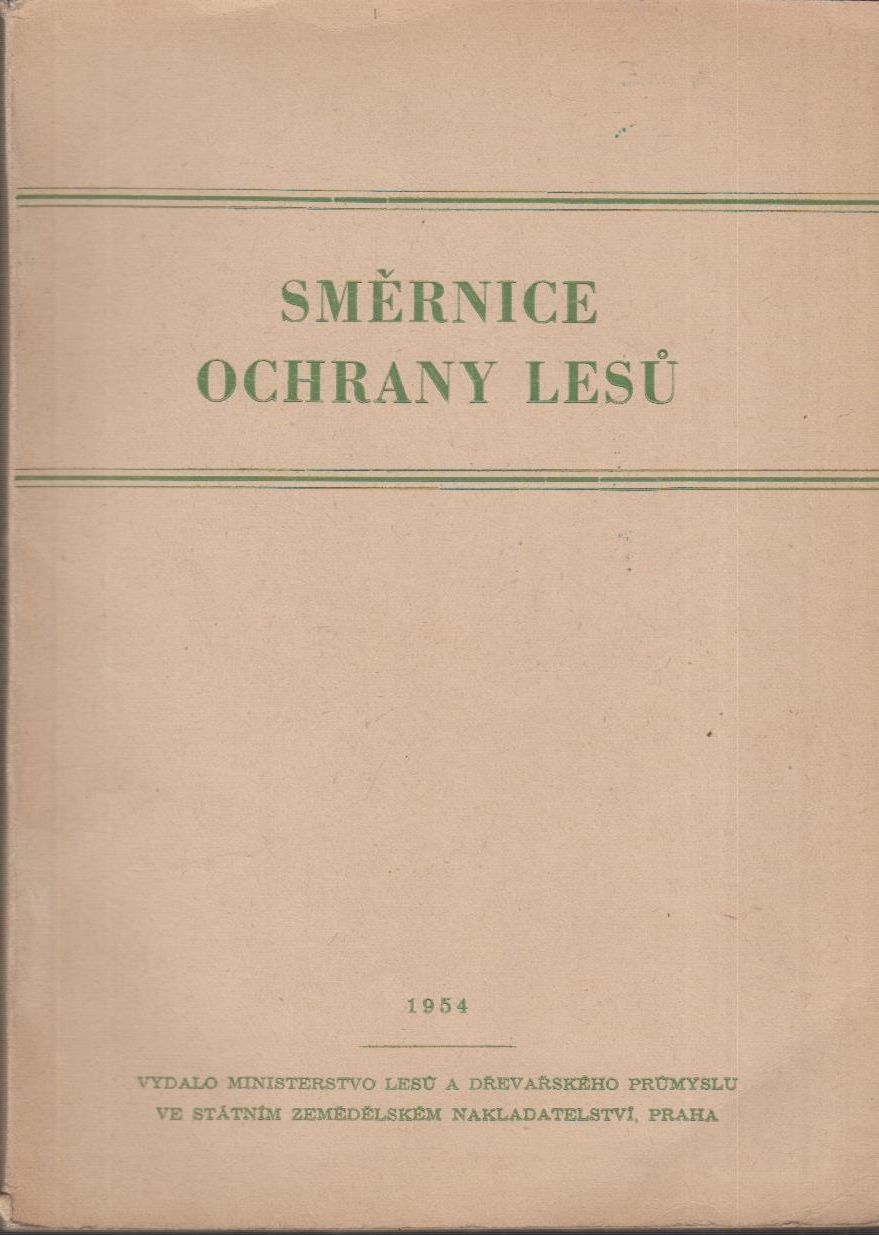 SMĚRNICE
OCHRANY LESŮ
1954
VYDALO MINISTERSTVO LESŮ A DŘEVAŘSKÉHO PRŮMYSLU
VE STÁTNÍM ZEMĚDĚLSKÉM NAKLADATELSTVÍ, PRAHA